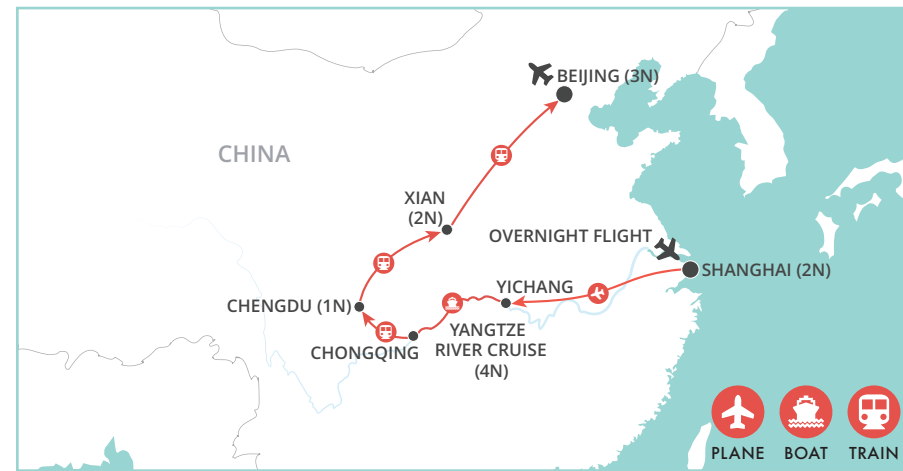 BEIJING (3N)
CHINA
XIAN
(2N)
OVERNIGHT FLIGHT
SHANGHAI (2N)
YICHANG
CHENGDU (1N)
YANGTZE
RIVER CRUISE
(4N)
CHONGQING
PLANE
BOAT
TRAIN